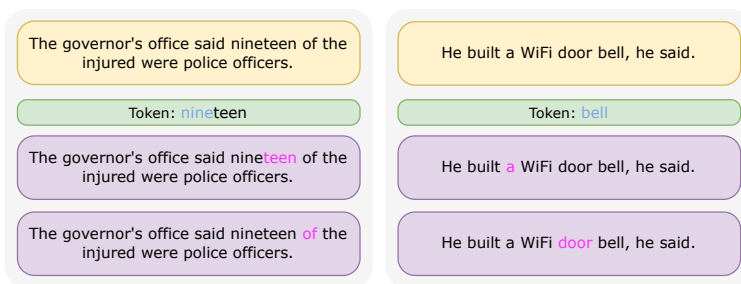 The governor's office said nineteen of the
injured were police officers.
Token: nineteen
The governor's office said nineteen of the
injured were police officers.
The governor's office said nineteen of the
injured were police officers.
He built a WiFi door bell, he said.
Token: bell
He built a WiFi door bell, he said.
He built a WiFi door bell, he said.